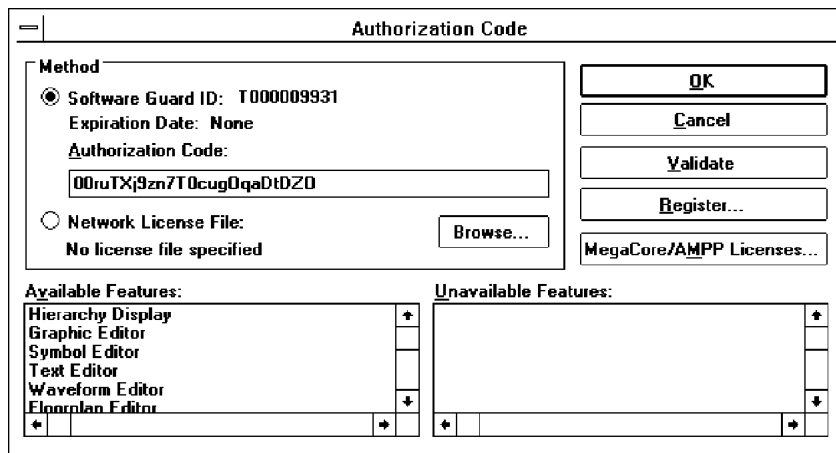 Authorization Code
Method
Software Guard ID: T000009931
Expiration Date: None
Authorization Code:
00ruTXj9zn7T0cugOqaDtDZO
Network License File:
No license file specified
Browse...
OK
Cancel
Validate
Register...
MegaCore/AMPP Licenses...
Available Features:
Hierarchy Display
Graphic Editor
Symbol Editor
Text Editor
Waveform Editor
Floorplan Editor
Unavailable Features: